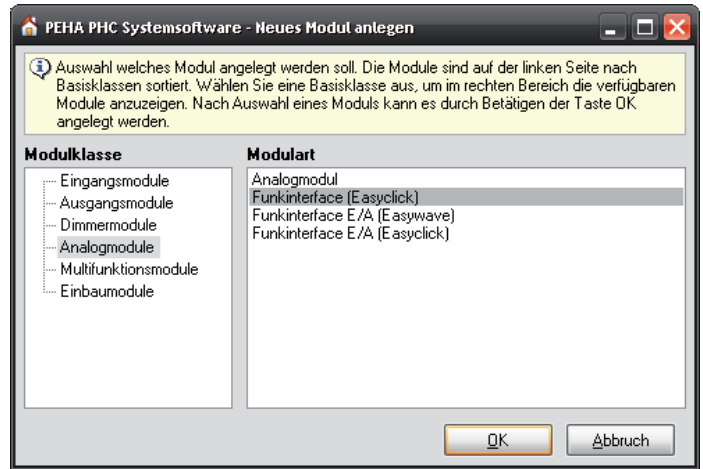 PEHA PHC Systemsoftware - Neues Modul anlegen
Auswahl welches Modul angelegt werden soll. Die Module sind auf der linken Seite nach
Basisklassen sortiert. Wählen Sie eine Basisklasse aus, um im rechten Bereich die verfügbaren
Module anzuzeigen. Nach Auswahl eines Moduls kann es durch Betätigen der Taste OK
angelegt werden.
Modulklasse
Eingangsmodule
Ausgangsmodule
Dimmermodule
Analogmodule
Multifunktionsmodule
Einbaumodule
Modulart
Analogmodul
Funkinterface (Easyclick)
Funkinterface E/A (Easywave)
Funkinterface E/A (Easyclick)
OK
Abbruch